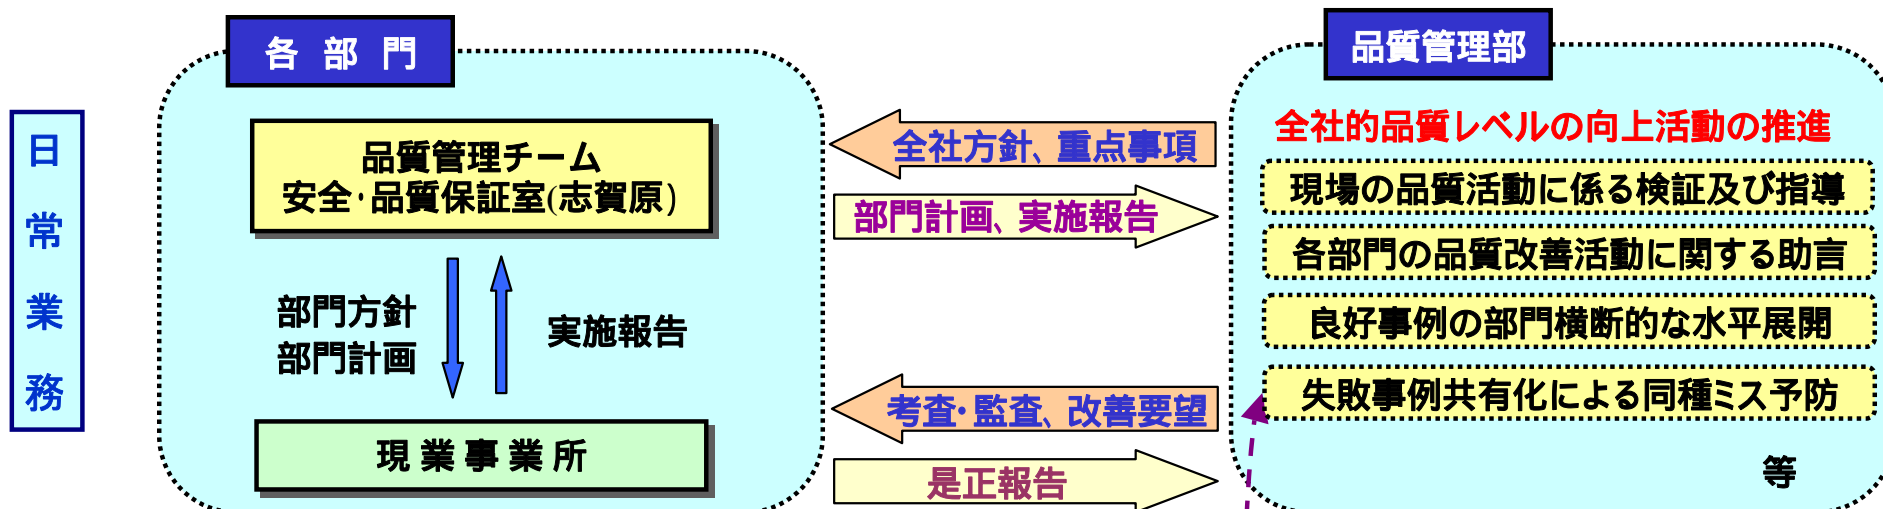 日常業務
各部門
品質管理チーム
安全・品質保証室(志賀原)
部門方針
部門計画
実施報告
現業事業所
全社方針、重点事項
部門計画、実施報告
考査・監査、改善要望
是正報告
品質管理部
全社的品質レベルの向上活動の推進
現場の品質活動に係る検証及び指導
各部門の品質改善活動に関する助言
良好事例の部門横断的な水平展開
失敗事例共有化による同種ミス予防
等